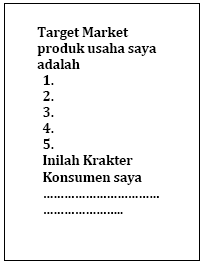 Target Market
produk usaha saya
adalah
1.
2.
3.
4.
5.
Inilah Krakter
Konsumen saya
……………………………
…………………..